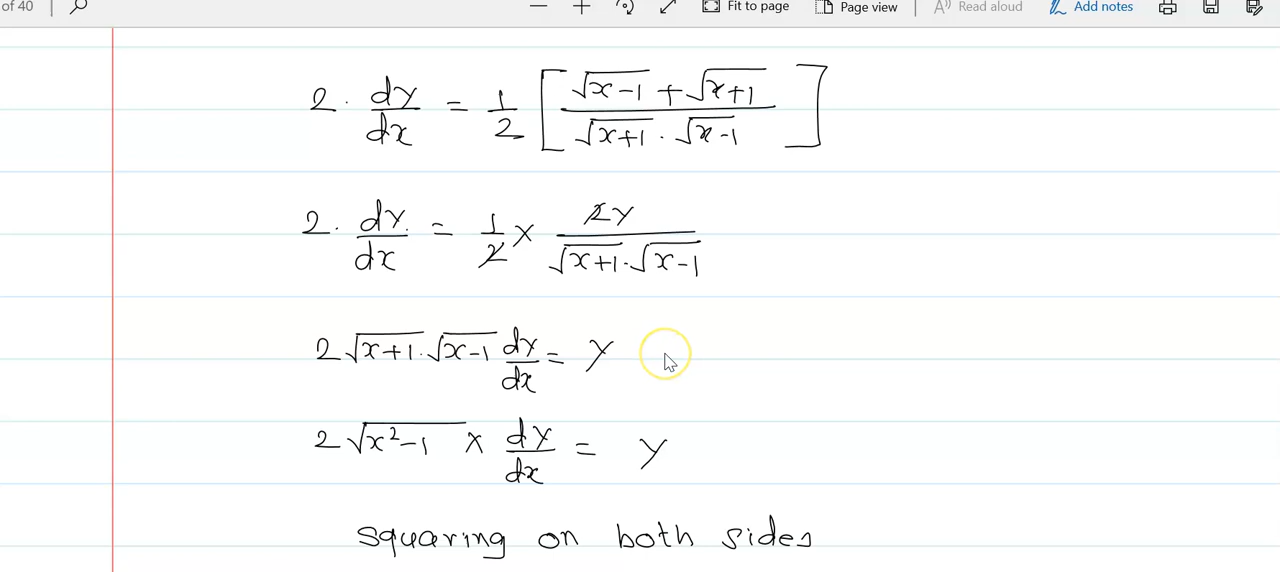 of 40 Fit to page Page view Read aloud Add notes
2 · dy/dx = 1/2 [ (√x-1 + √x+1) / (√x+1 · √x-1) ]
2 · dy/dx = 1/2 × 2y / (√x+1 · √x-1)
2 √x+1 · √x-1 dy/dx = y
2 √x²-1 × dy/dx = y
squaring on both sides